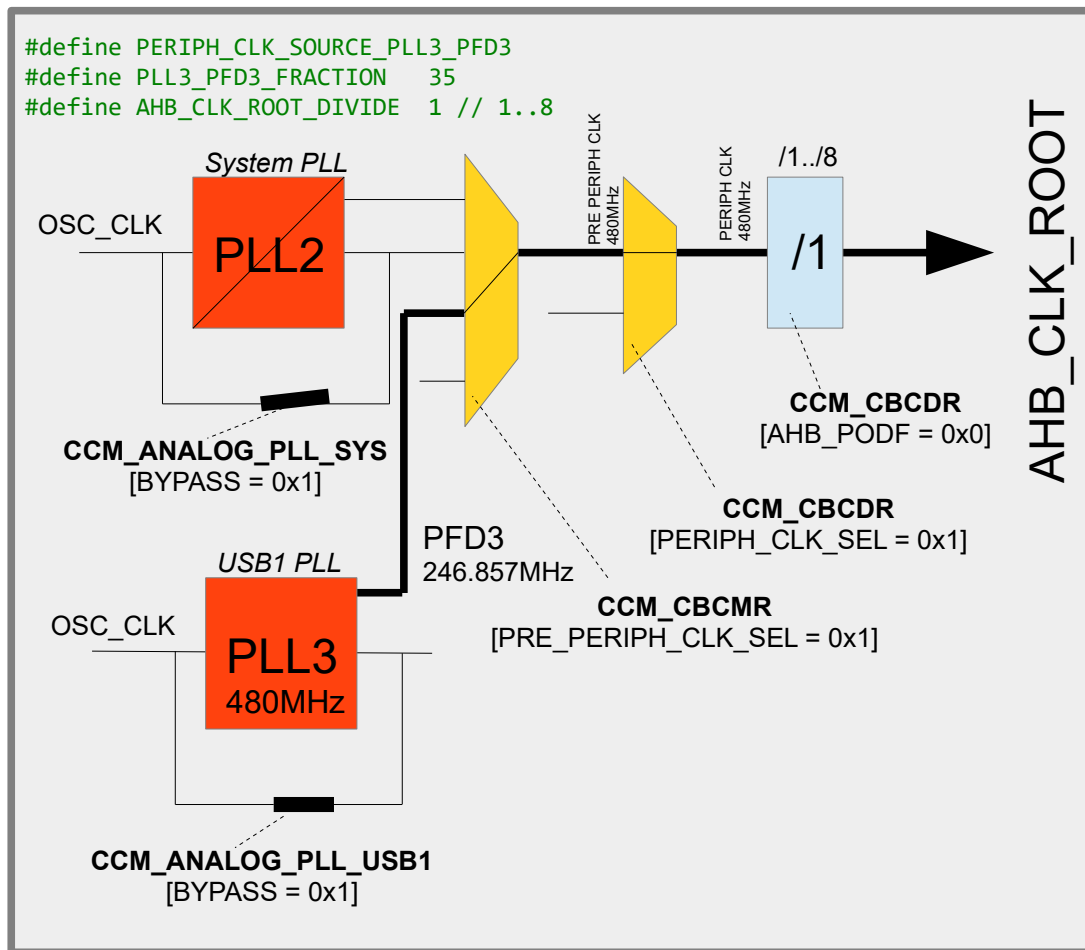 #define PERIPH_CLK_SOURCE_PLL3_PFD3
#define PLL3_PFD3_FRACTION   35
#define AHB_CLK_ROOT_DIVIDE  1 // 1..8
System PLL
OSC_CLK
PLL2
PRE PERIPH CLK
480MHz
PERIPH CLK
480MHz
/1../8
/1
AHB_CLK_ROOT
CCM_ANALOG_PLL_SYS
[BYPASS = 0x1]
CCM_CBCDR
[AHB_PODF = 0x0]
CCM_CBCDR
[PERIPH_CLK_SEL = 0x1]
PFD3
246.857MHz
CCM_CBCMR
[PRE_PERIPH_CLK_SEL = 0x1]
USB1 PLL
OSC_CLK
PLL3
480MHz
CCM_ANALOG_PLL_USB1
[BYPASS = 0x1]